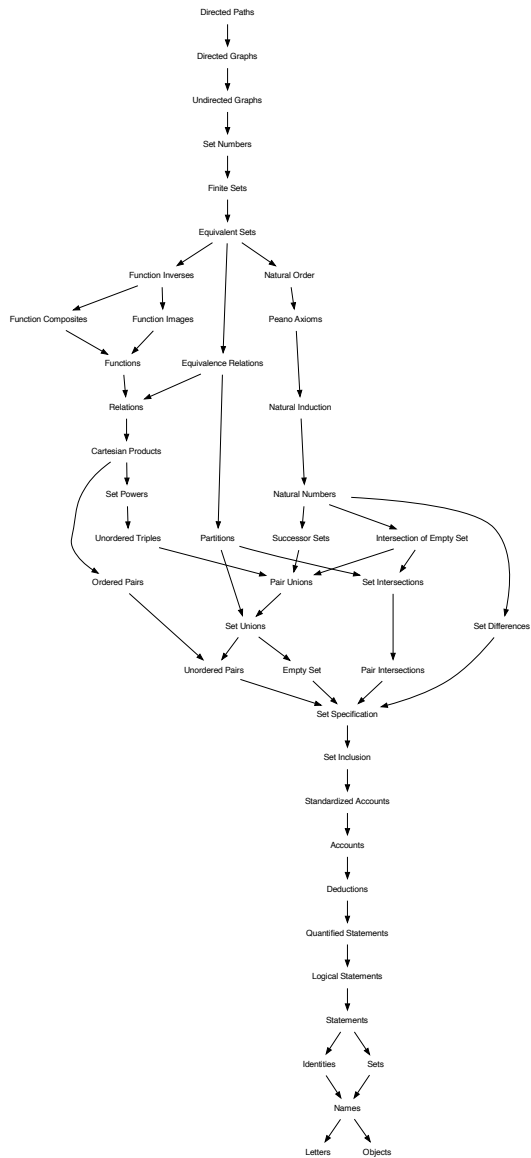 Directed Paths
Directed Graphs
Undirected Graphs
Set Numbers
Finite Sets
Equivalent Sets
Function Inverses
Natural Order
Function Composites
Function Images
Peano Axioms
Functions
Equivalence Relations
Relations
Natural Induction
Cartesian Products
Set Powers
Natural Numbers
Unordered Triples
Partitions
Successor Sets
Intersection of Empty Set
Ordered Pairs
Pair Unions
Set Intersections
Set Unions
Set Differences
Unordered Pairs
Empty Set
Pair Intersections
Set Specification
Set Inclusion
Standardized Accounts
Accounts
Deductions
Quantified Statements
Logical Statements
Statements
Identities
Sets
Names
Letters
Objects